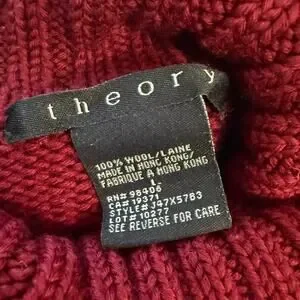 theory
100% WOOL/LAINE
MADE IN HONG KONG/
FABRIQUE A HONG KONG
L
RN# 98406
CA# 19371
STYLE# J47X5783
LOT# 10277
SEE REVERSE FOR CARE